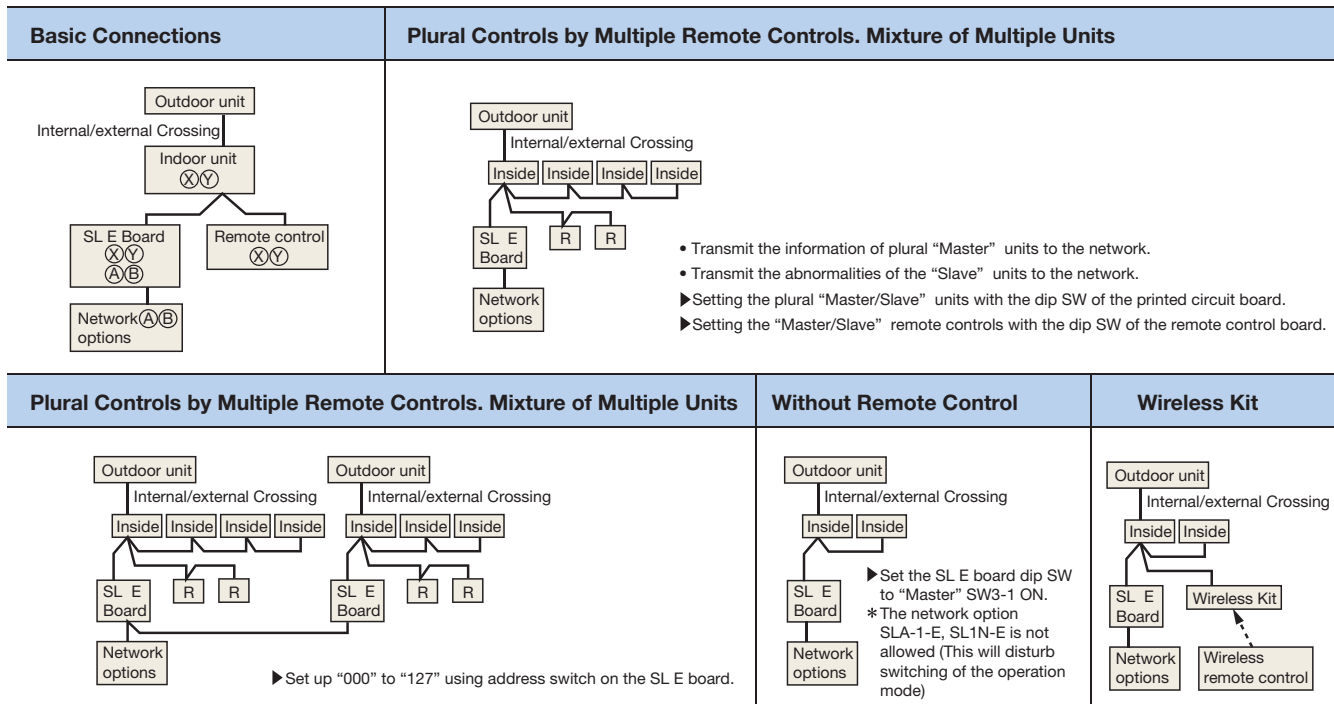 Basic Connections
Outdoor unit
Internal/external Crossing
Indoor unit
ⓍⓎ
SL E Board
ⓍⓎ
ⒶⒷ
Remote control
ⓍⓎ
NetworkⒶⒷ
options
Plural Controls by Multiple Remote Controls. Mixture of Multiple Units
Outdoor unit
Internal/external Crossing
Inside Inside Inside Inside
SL E
Board
R R
Network
options
• Transmit the information of plural “Master” units to the network.
• Transmit the abnormalities of the “Slave” units to the network.
▶Setting the plural “Master/Slave” units with the dip SW of the printed circuit board.
▶Setting the “Master/Slave” remote controls with the dip SW of the remote control board.
Plural Controls by Multiple Remote Controls. Mixture of Multiple Units
Outdoor unit Outdoor unit
Internal/external Crossing Internal/external Crossing
Inside Inside Inside Inside Inside Inside Inside
SL E
Board
R R
SL E
Board
R R
Network
options
▶Set up “000” to “127” using address switch on the SL E board.
Without Remote Control
Outdoor unit
Internal/external Crossing
Inside Inside
SL E
Board
Network
options
▶Set the SL E board dip SW
to “Master” SW3-1 ON.
*The network option
SLA-1-E, SL1N-E is not
allowed (This will disturb
switching of the operation
mode)
Wireless Kit
Outdoor unit
Internal/external Crossing
Inside Inside
SL E
Board
Wireless Kit
Network
options
Wireless
remote control